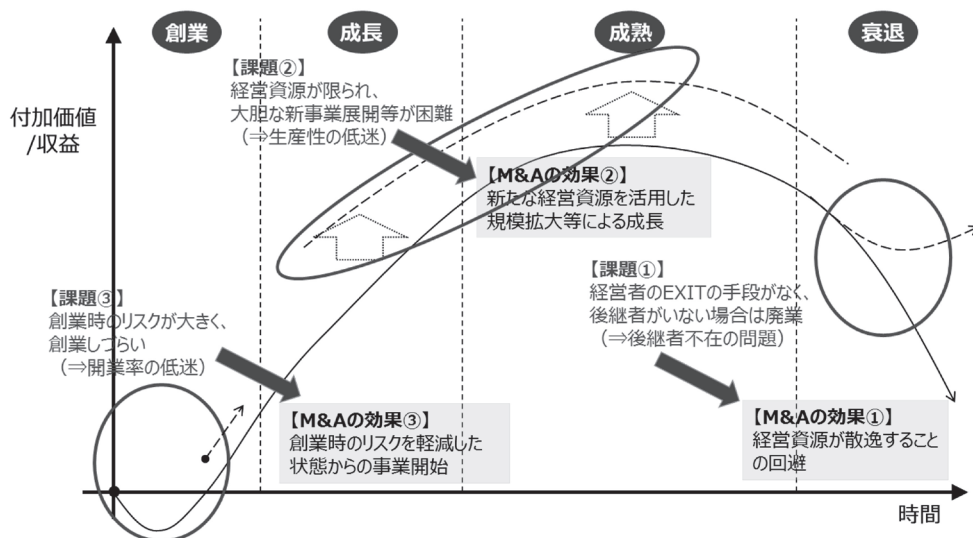 創業
成長
成熟
衰退
付加価値
/収益
【課題②】
経営資源が限られ、
大胆な新事業展開等が困難
（⇒生産性の低迷）
【M&Aの効果②】
新たな経営資源を活用した
規模拡大等による成長
【課題①】
経営者のEXITの手段がなく、
後継者がいない場合は廃業
（⇒後継者不在の問題）
【課題③】
創業時のリスクが大きく、
創業しづらい
（⇒開業率の低迷）
【M&Aの効果③】
創業時のリスクを軽減した
状態からの事業開始
【M&Aの効果①】
経営資源が散逸すること
の回避
時間